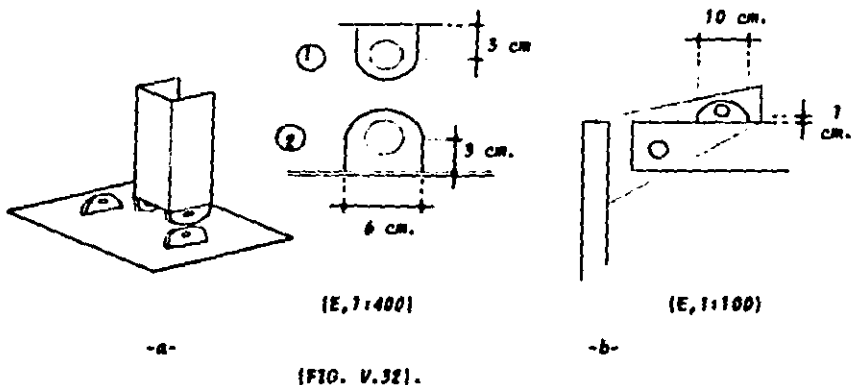 10 cm.
1
3 cm
2
3 cm.
1 cm.
6 cm.
(E, 1:400)
(E, 1:100)
-a-
-b-
(FIG. V.32).